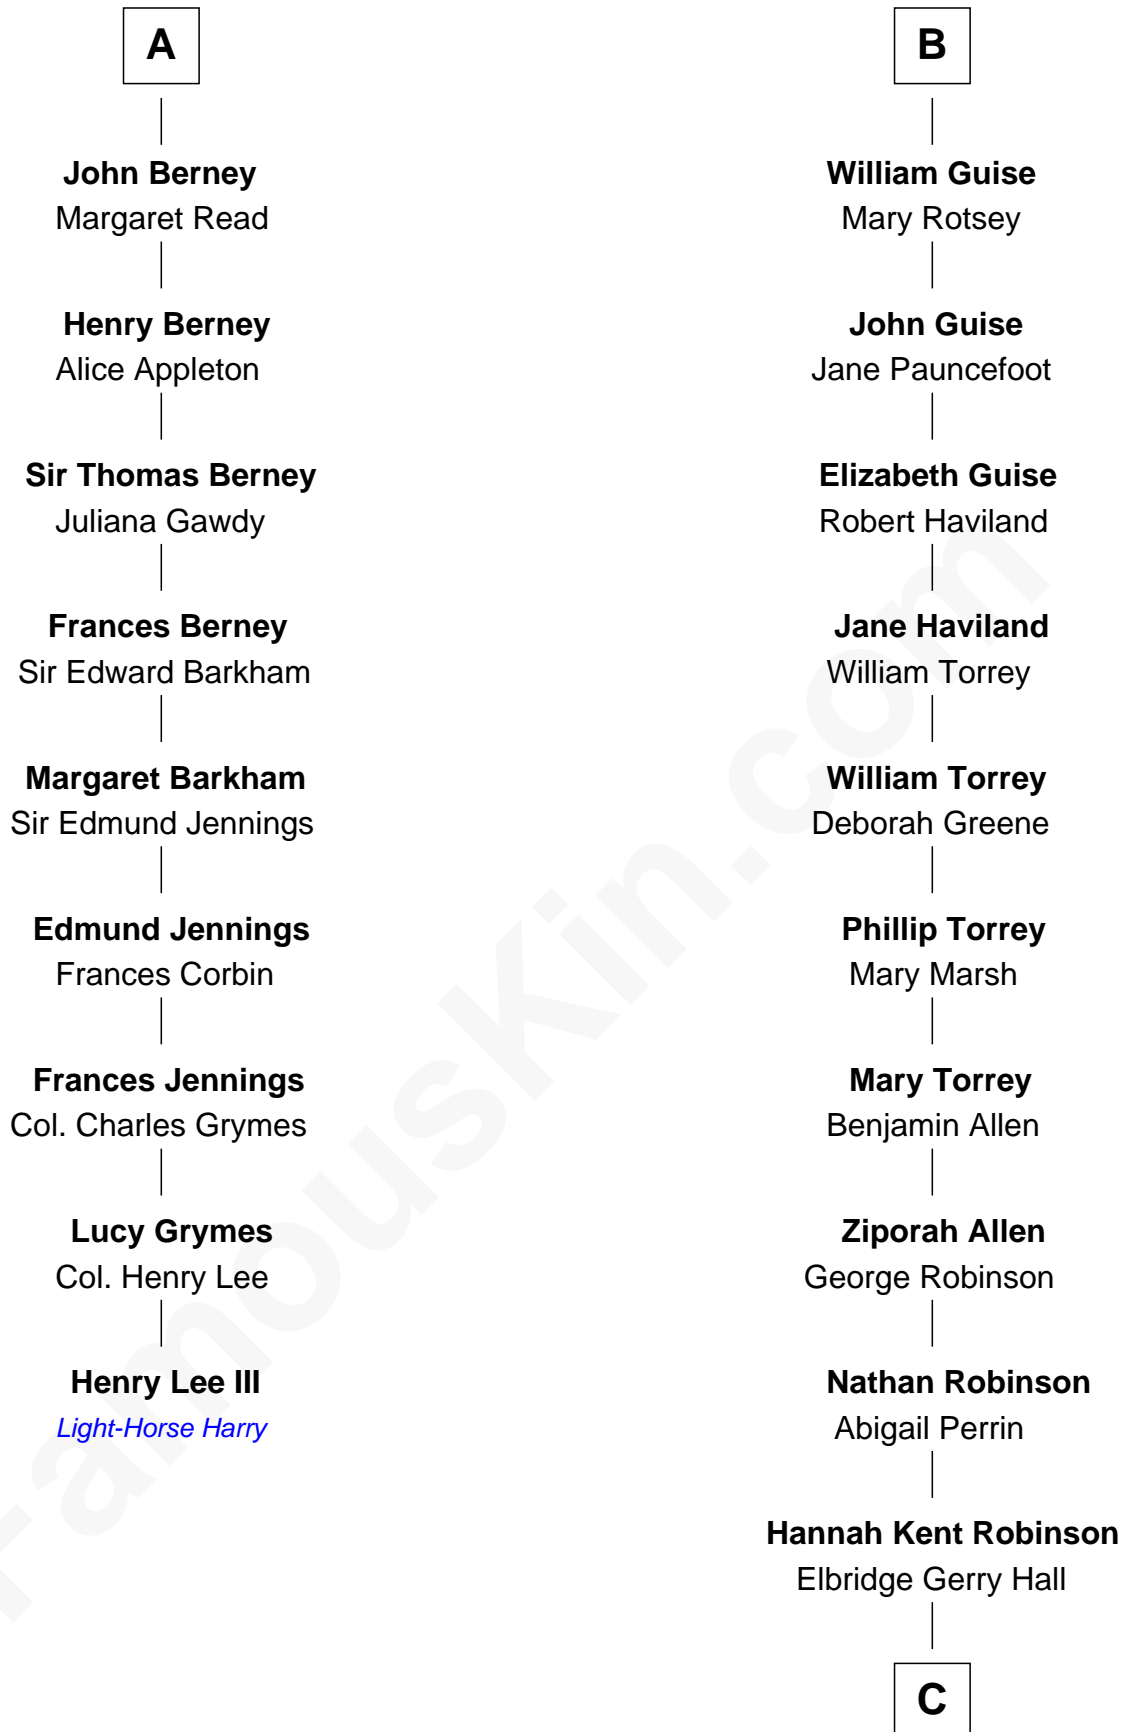 A
John Berney
Margaret Read
Henry Berney
Alice Appleton
Sir Thomas Berney
Juliana Gawdy
Frances Berney
Sir Edward Barkham
Margaret Barkham
Sir Edmund Jennings
Edmund Jennings
Frances Corbin
Frances Jennings
Col. Charles Grymes
Lucy Grymes
Col. Henry Lee
Henry Lee III
Light-Horse Harry
B
William Guise
Mary Rotsey
John Guise
Jane Pauncefoot
Elizabeth Guise
Robert Haviland
Jane Haviland
William Torrey
William Torrey
Deborah Greene
Phillip Torrey
Mary Marsh
Mary Torrey
Benjamin Allen
Ziporah Allen
George Robinson
Nathan Robinson
Abigail Perrin
Hannah Kent Robinson
Elbridge Gerry Hall
C
FamousKin.com